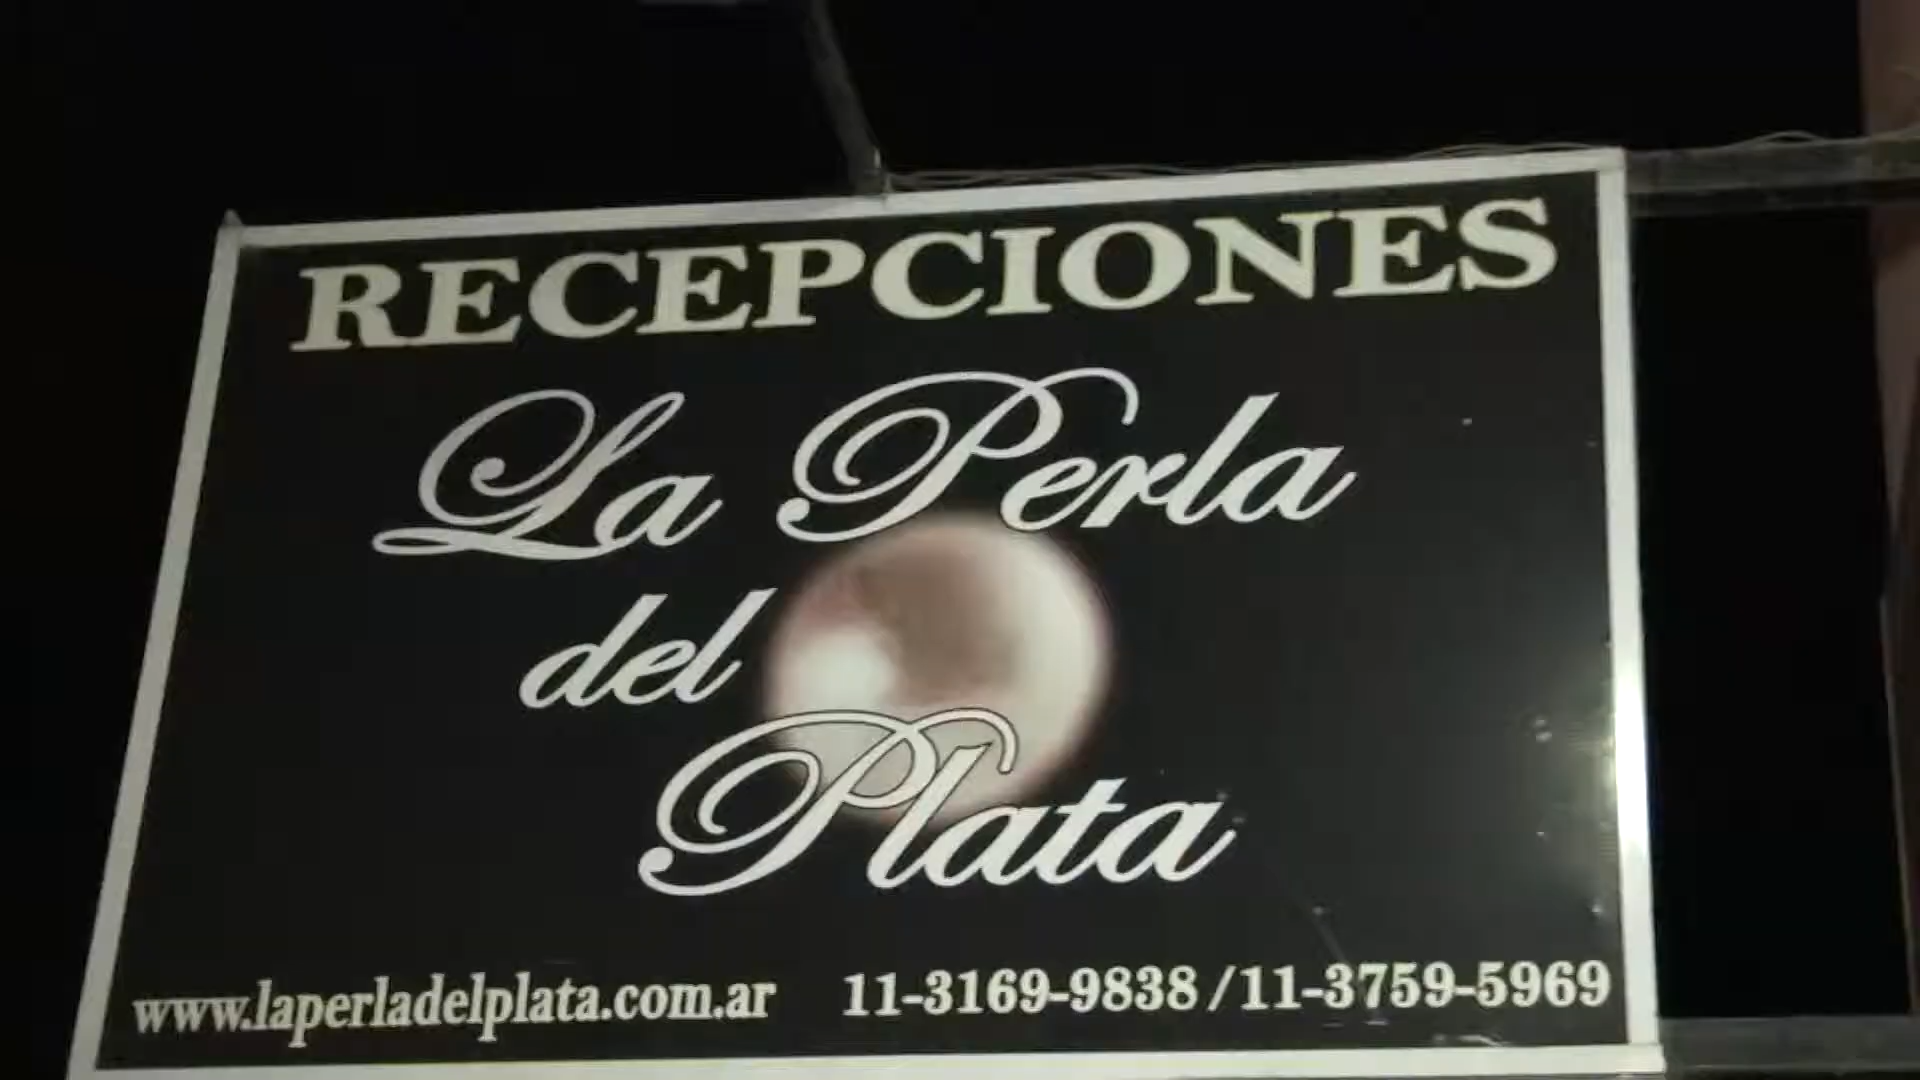 RECEPCIONES
La Perla
del
Plata
www.laperladelplata.com.ar 11-3169-9838 / 11-3759-5969